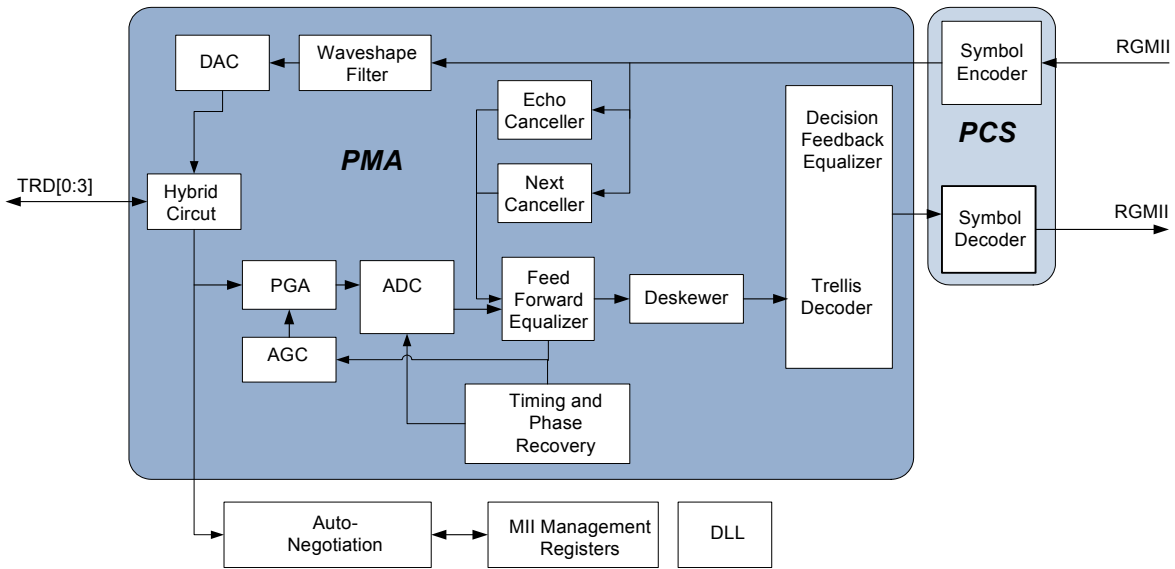 DAC
Waveshape
Filter
Symbol
Encoder
RGMII
Echo
Canceller
Decision
Feedback
Equalizer
PMA
PCS
TRD[0:3]
Hybrid
Circut
Next
Canceller
Symbol
Decoder
RGMII
PGA
ADC
Feed
Forward
Equalizer
Deskewer
Trellis
Decoder
AGC
Timing and
Phase
Recovery
Auto-
Negotiation
MII Management
Registers
DLL